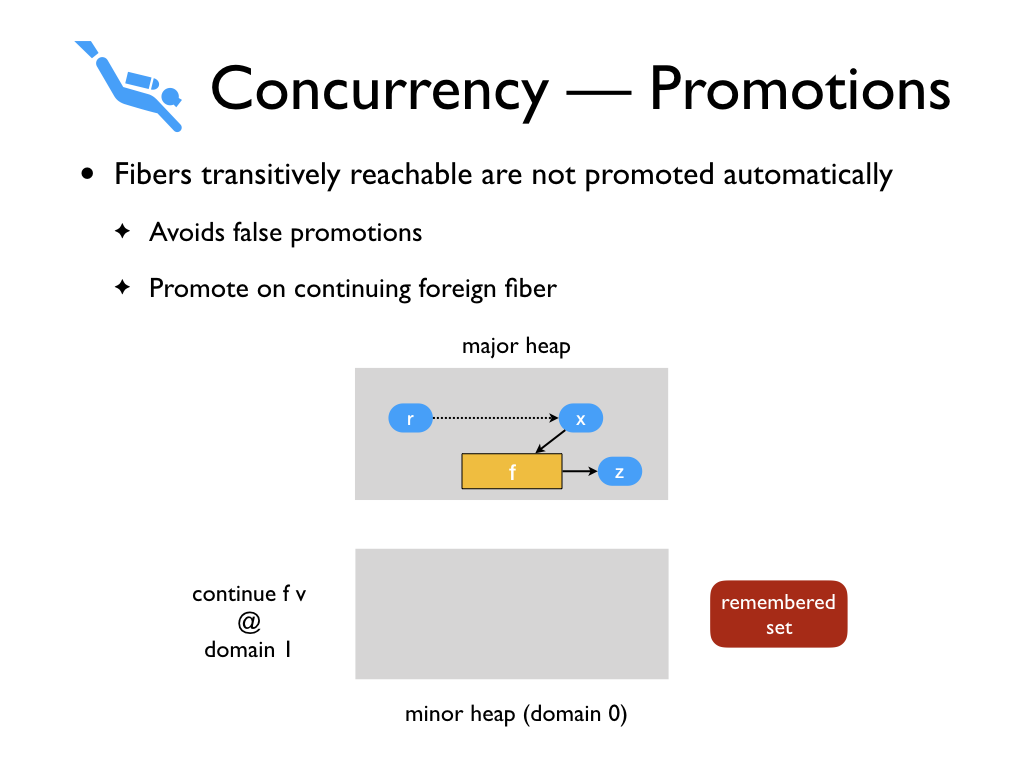 Concurrency — Promotions
• Fibers transitively reachable are not promoted automatically
✦ Avoids false promotions
✦ Promote on continuing foreign fiber
major heap
r
x
f
z
continue f v
@
domain 1
remembered
set
minor heap (domain 0)